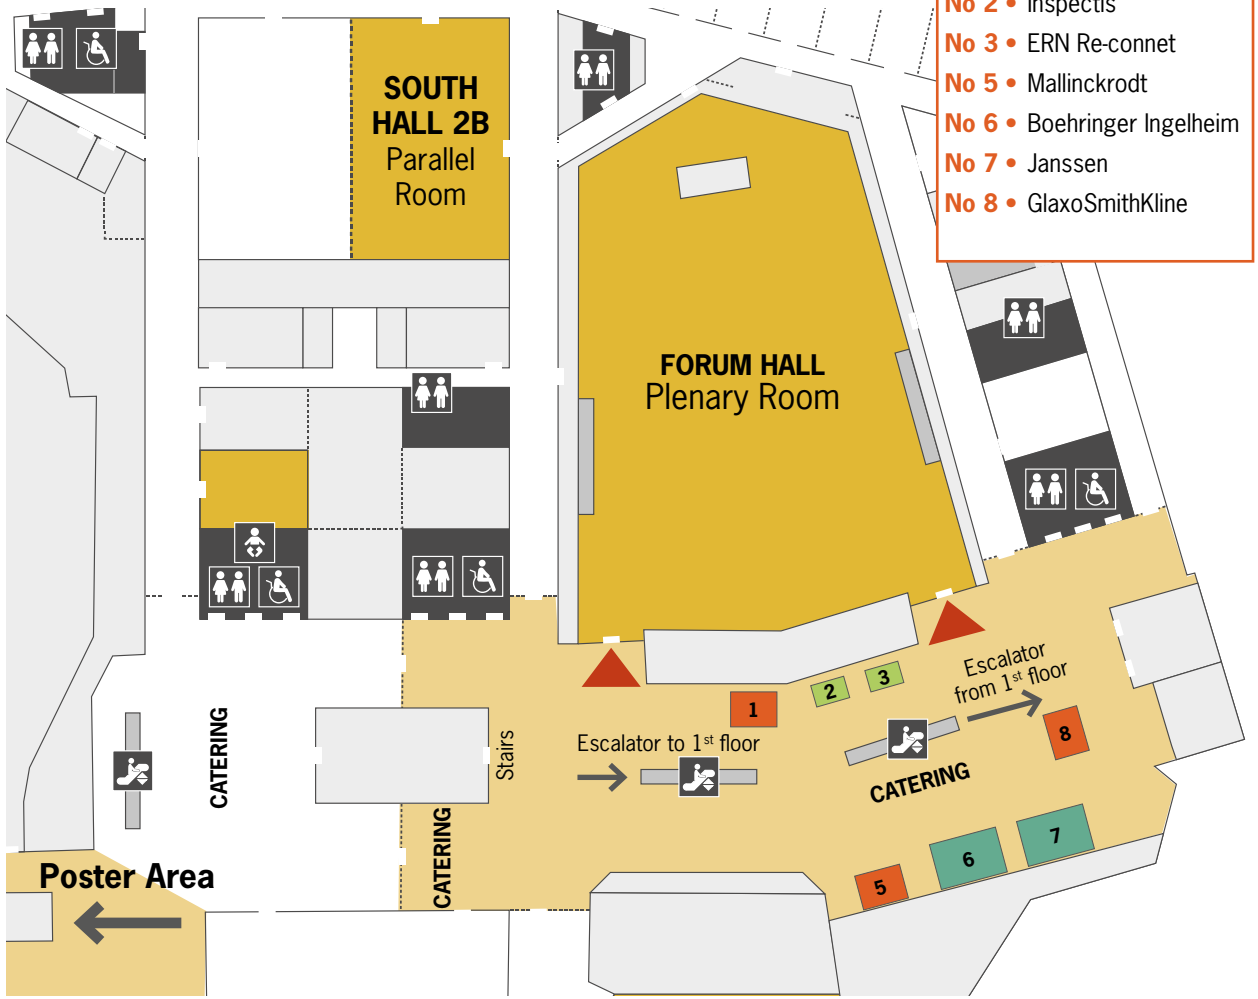 No 2 • Inspectis
No 3 • ERN Re-connet
No 5 • Mallinckrodt
No 6 • Boehringer Ingelheim
No 7 • Janssen
No 8 • GlaxoSmithKline
SOUTH
HALL 2B
Parallel
Room
FORUM HALL
Plenary Room
Escalator
from 1st floor
1
2
3
8
Escalator to 1st floor
Stairs
CATERING
CATERING
CATERING
5
6
7
Poster Area